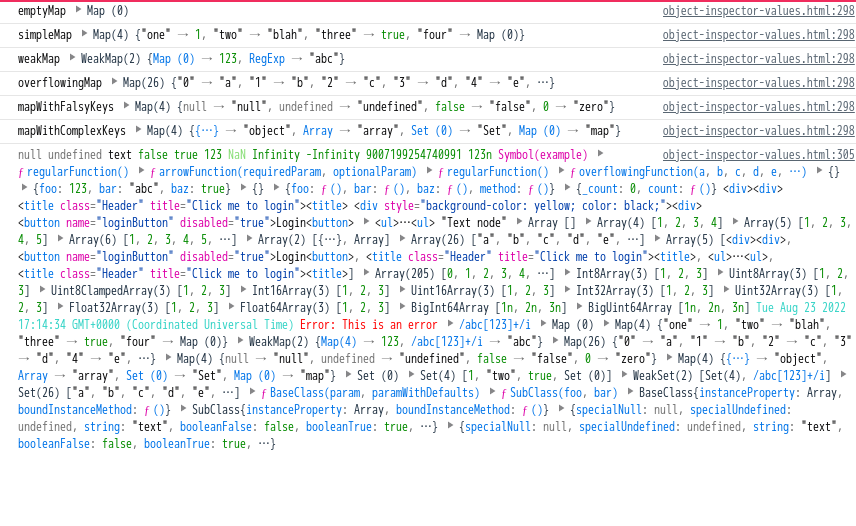 emptyMap ▶ Map (0) object-inspector-values.html:298
simpleMap ▶ Map(4) {"one" → 1, "two" → "blah", "three" → true, "four" → Map (0)} object-inspector-values.html:298
weakMap ▶ WeakMap(2) {Map (0) → 123, RegExp → "abc"} object-inspector-values.html:298
overflowingMap ▶ Map(26) {"0" → "a", "1" → "b", "2" → "c", "3" → "d", "4" → "e", …} object-inspector-values.html:298
mapWithFalsyKeys ▶ Map(4) {null → "null", undefined → "undefined", false → "false", 0 → "zero"} object-inspector-values.html:298
mapWithComplexKeys ▶ Map(4) {{…} → "object", Array → "array", Set (0) → "Set", Map (0) → "map"} object-inspector-values.html:298
null undefined text false true 123 NaN Infinity -Infinity 9007199254740991 123n Symbol(example) ▶ object-inspector-values.html:305
ƒ regularFunction() ▶ ƒ arrowFunction(requiredParam, optionalParam) ▶ ƒ regularFunction() ▶ ƒ overflowingFunction(a, b, c, d, e, …) ▶ {}
▶ {foo: 123, bar: "abc", baz: true} ▶ {} ▶ {foo: ƒ(), bar: ƒ(), baz: ƒ(), method: ƒ()} ▶ {_count: 0, count: ƒ()} <div><div>
<title class="Header" title="Click me to login"><title> <div style="background-color: yellow; color: black;"><div>
<button name="loginButton" disabled="true">Login<button> ▶ <ul>⋯<ul> "Text node" ▶ Array [] ▶ Array(4) [1, 2, 3, 4] ▶ Array(5) [1, 2, 3,
4, 5] ▶ Array(6) [1, 2, 3, 4, 5, …] ▶ Array(2) [{…}, Array] ▶ Array(26) ["a", "b", "c", "d", "e", …] ▶ Array(5) [<div><div>,
<button name="loginButton" disabled="true">Login<button>, <title class="Header" title="Click me to login"><title>, <ul>⋯<ul>,
<title class="Header" title="Click me to login"><title>] ▶ Array(205) [0, 1, 2, 3, 4, …] ▶ Int8Array(3) [1, 2, 3] ▶ Uint8Array(3) [1, 2,
3] ▶ Uint8ClampedArray(3) [1, 2, 3] ▶ Int16Array(3) [1, 2, 3] ▶ Uint16Array(3) [1, 2, 3] ▶ Int32Array(3) [1, 2, 3] ▶ Uint32Array(3) [1,
2, 3] ▶ Float32Array(3) [1, 2, 3] ▶ Float64Array(3) [1, 2, 3] ▶ BigInt64Array [1n, 2n, 3n] ▶ BigUint64Array [1n, 2n, 3n] Tue Aug 23 2022
17:14:34 GMT+0000 (Coordinated Universal Time) Error: This is an error ▶ /abc[123]+/i ▶ Map (0) ▶ Map(4) {"one" → 1, "two" → "blah",
"three" → true, "four" → Map (0)} ▶ WeakMap(2) {Map(4) → 123, /abc[123]+/i → "abc"} ▶ Map(26) {"0" → "a", "1" → "b", "2" → "c", "3"
→ "d", "4" → "e", …} ▶ Map(4) {null → "null", undefined → "undefined", false → "false", 0 → "zero"} ▶ Map(4) {{…} → "object",
Array → "array", Set (0) → "Set", Map (0) → "map"} ▶ Set (0) ▶ Set(4) [1, "two", true, Set (0)] ▶ WeakSet(2) [Set(4), /abc[123]+/i] ▶
Set(26) ["a", "b", "c", "d", "e", …] ▶ ƒ BaseClass(param, paramWithDefaults) ▶ ƒ SubClass(foo, bar) ▶ BaseClass{instanceProperty: Array,
boundInstanceMethod: ƒ()} ▶ SubClass{instanceProperty: Array, boundInstanceMethod: ƒ()} ▶ {specialNull: null, specialUndefined:
undefined, string: "text", booleanFalse: false, booleanTrue: true, …} ▶ {specialNull: null, specialUndefined: undefined, string: "text",
booleanFalse: false, booleanTrue: true, …}